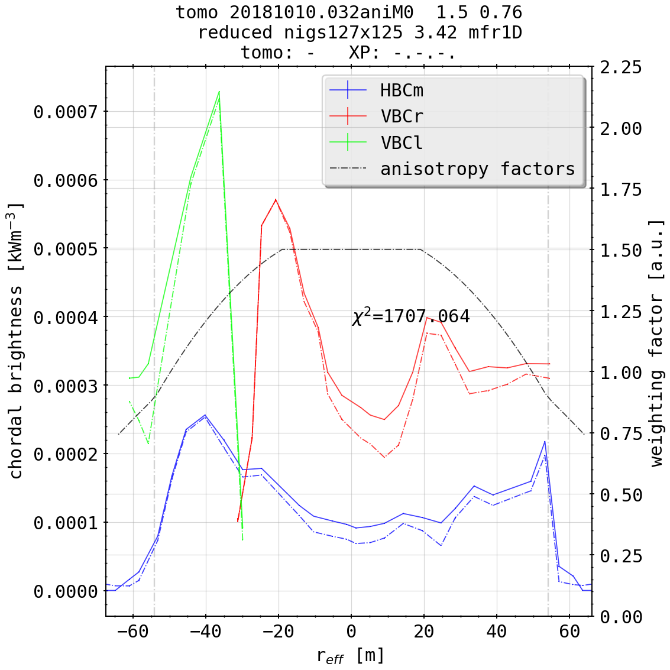 tomo 20181010.032aniM0  1.5 0.76
reduced nigs127x125 3.42 mfr1D
tomo: -   XP: -.-.-.
HBCm
VBCr
VBCl
anisotropy factors
χ²=1707.064
chordal brightness [kWm⁻³]
0.0007
0.0006
0.0005
0.0004
0.0003
0.0002
0.0001
0.0000
2.25
2.00
1.75
1.50
1.25
1.00
0.75
0.50
0.25
0.00
weighting factor [a.u.]
−60 −40 −20 0 20 40 60
r_eff [m]